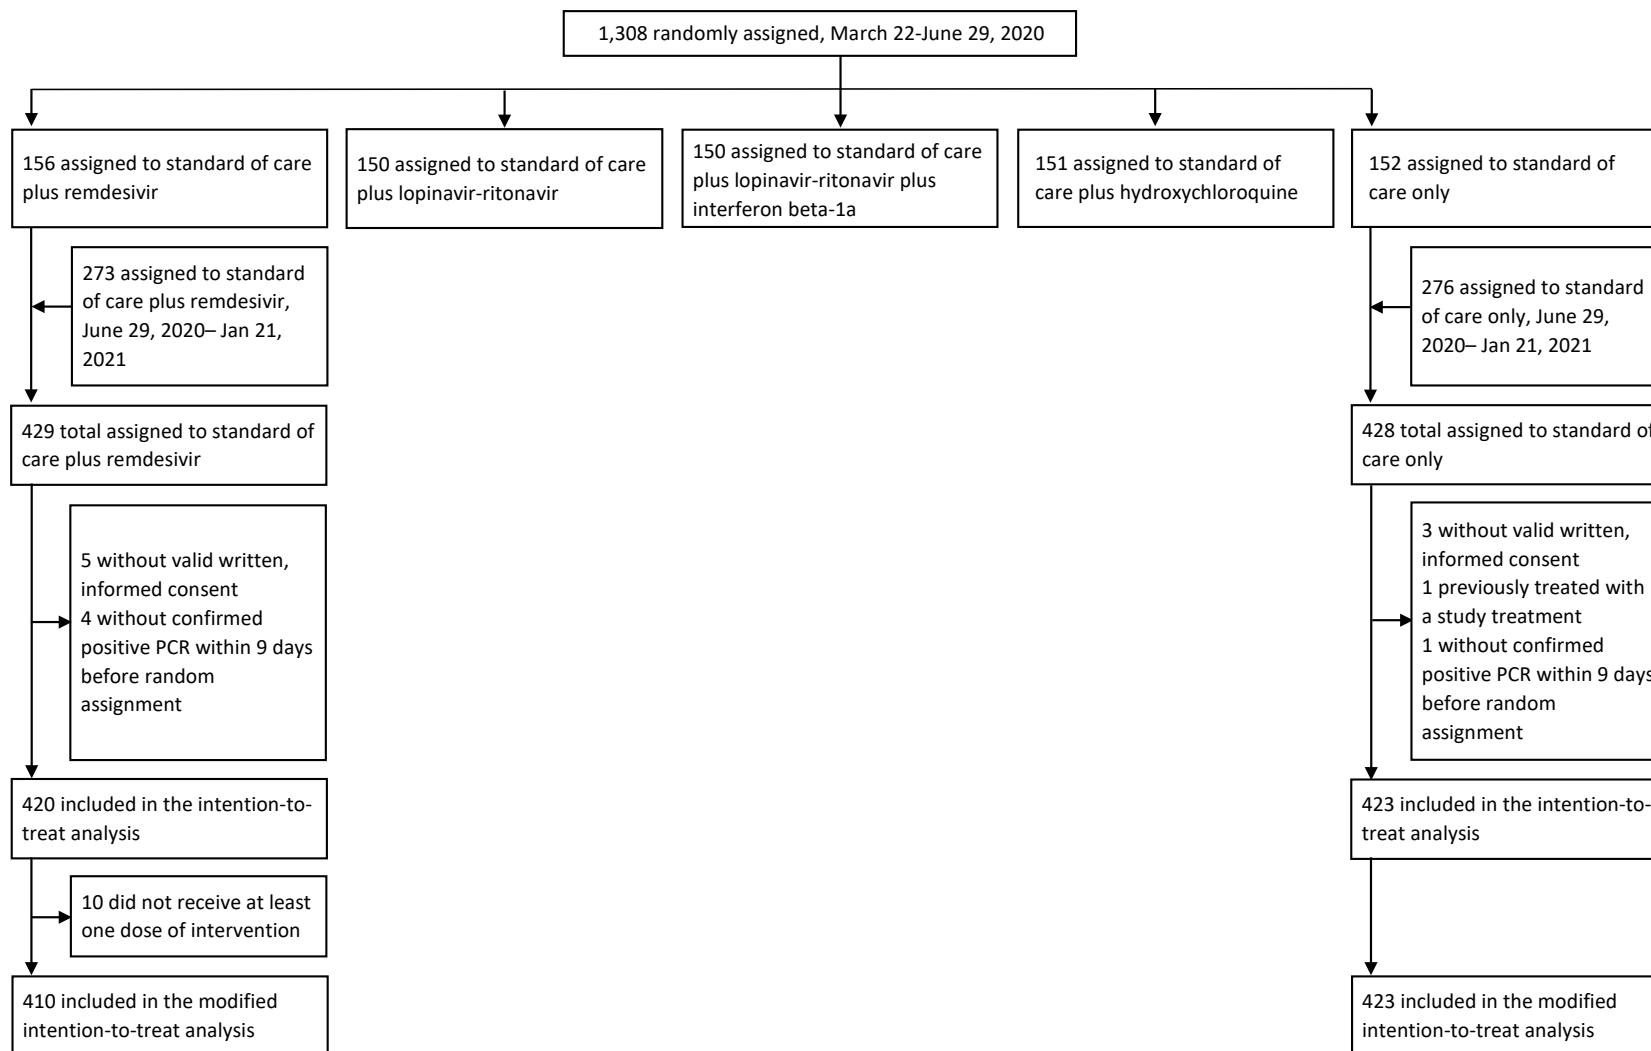 1,308 randomly assigned, March 22-June 29, 2020
156 assigned to standard of care
plus remdesivir
150 assigned to standard of care
plus lopinavir-ritonavir
150 assigned to standard of care
plus lopinavir-ritonavir plus
interferon beta-1a
151 assigned to standard of
care plus hydroxychloroquine
152 assigned to standard of
care only
273 assigned to standard
of care plus remdesivir,
June 29, 2020– Jan 21,
2021
276 assigned to standard
of care only, June 29,
2020– Jan 21, 2021
429 total assigned to standard of
care plus remdesivir
428 total assigned to standard of
care only
5 without valid written,
informed consent
4 without confirmed
positive PCR within 9 days
before random
assignment
3 without valid written,
informed consent
1 previously treated with
a study treatment
1 without confirmed
positive PCR within 9 days
before random
assignment
420 included in the intention-to-
treat analysis
423 included in the intention-to-
treat analysis
10 did not receive at least
one dose of intervention
410 included in the modified
intention-to-treat analysis
423 included in the modified
intention-to-treat analysis